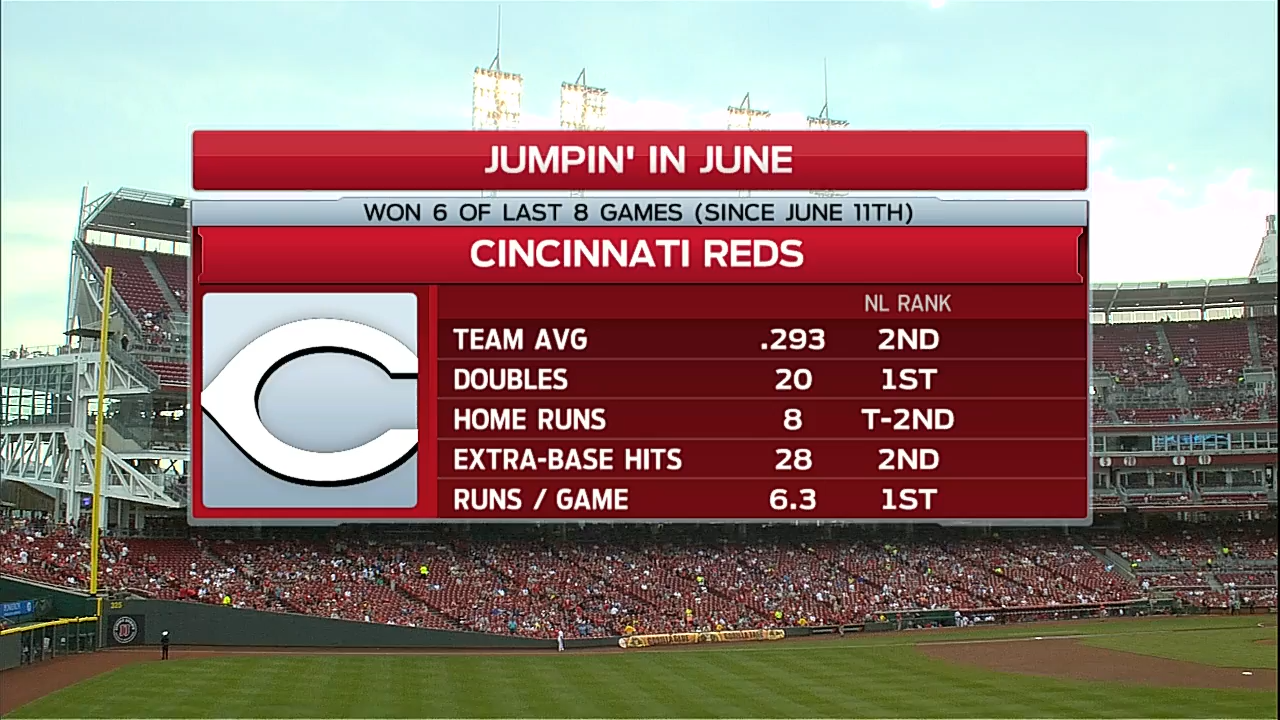 JUMPIN' IN JUNE
WON 6 OF LAST 8 GAMES (SINCE JUNE 11TH)
CINCINNATI REDS
NL RANK
TEAM AVG .293 2ND
DOUBLES 20 1ST
HOME RUNS 8 T-2ND
EXTRA-BASE HITS 28 2ND
RUNS / GAME 6.3 1ST
325